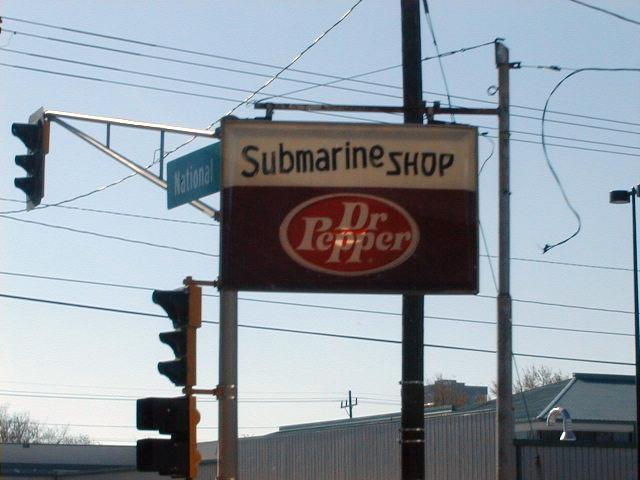 National
Submarine SHOP
Dr
Pepper